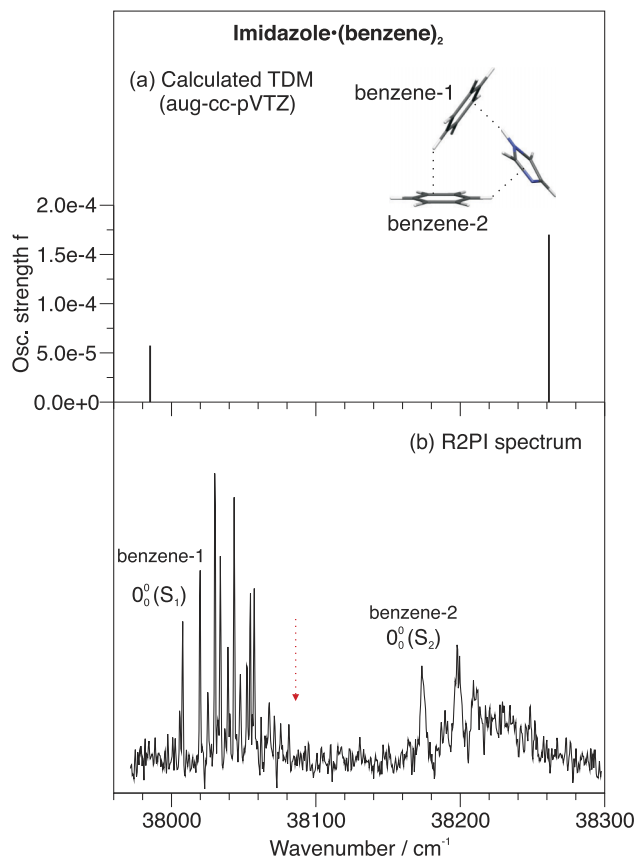 Imidazole•(benzene)₂
(a) Calculated TDM
(aug-cc-pVTZ)
benzene-1
benzene-2
Osc. strength f
2.0e-4
1.5e-4
1.0e-4
5.0e-5
0.0e+0
(b) R2PI spectrum
benzene-1
0⁰₀(S₁)
benzene-2
0⁰₀(S₂)
38000
38100
38200
38300
Wavenumber / cm⁻¹